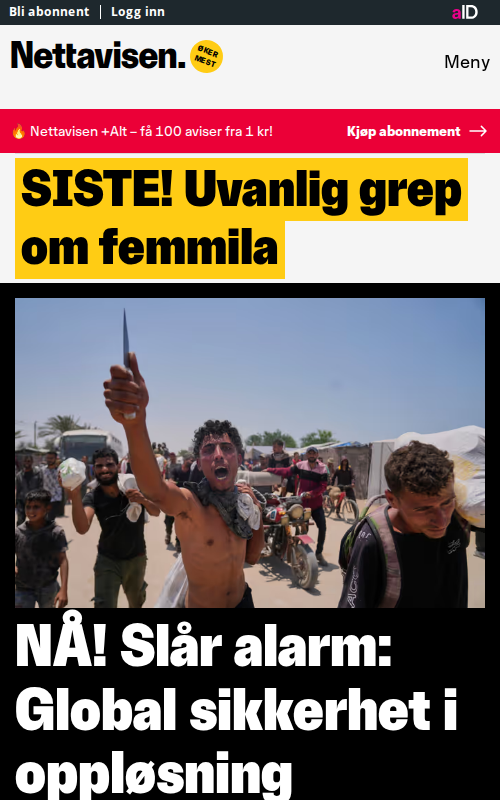 Bli abonnent | Logg inn
aID
Nettavisen.
ØKER
MEST
Meny
🔥 Nettavisen +Alt – få 100 aviser fra 1 kr!
Kjøp abonnement →
SISTE! Uvanlig grep
om femmila
NÅ! Slår alarm:
Global sikkerhet i
oppløsning